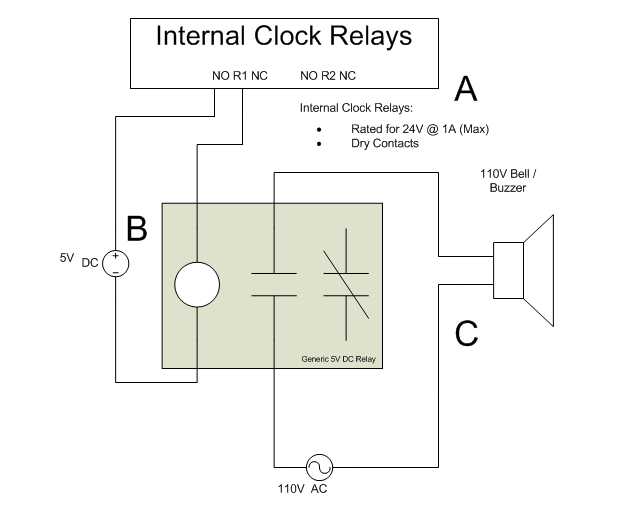 Internal Clock Relays
NO R1 NC
NO R2 NC
A
Internal Clock Relays:
• Rated for 24V @ 1A (Max)
• Dry Contacts
110V Bell /
Buzzer
B
5V DC
+
−
C
Generic 5V DC Relay
110V AC